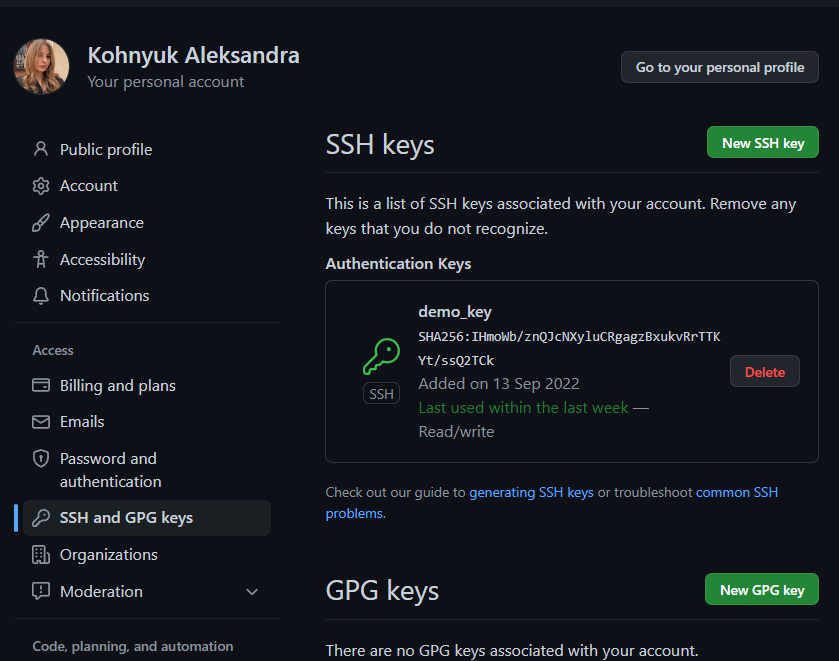 Kohnyuk Aleksandra
Your personal account
Go to your personal profile
Public profile
Account
Appearance
Accessibility
Notifications
Access
Billing and plans
Emails
Password and
authentication
SSH and GPG keys
Organizations
Moderation
Code, planning, and automation
SSH keys
New SSH key
This is a list of SSH keys associated with your account. Remove any
keys that you do not recognize.
Authentication Keys
demo_key
SHA256:IHmoWb/znQJcNXyluCRgagzBxukvRrTTK
Yt/ssQ2TCk
Added on 13 Sep 2022
Last used within the last week —
Read/write
SSH
Delete
Check out our guide to generating SSH keys or troubleshoot common SSH
problems.
GPG keys
New GPG key
There are no GPG keys associated with your account.